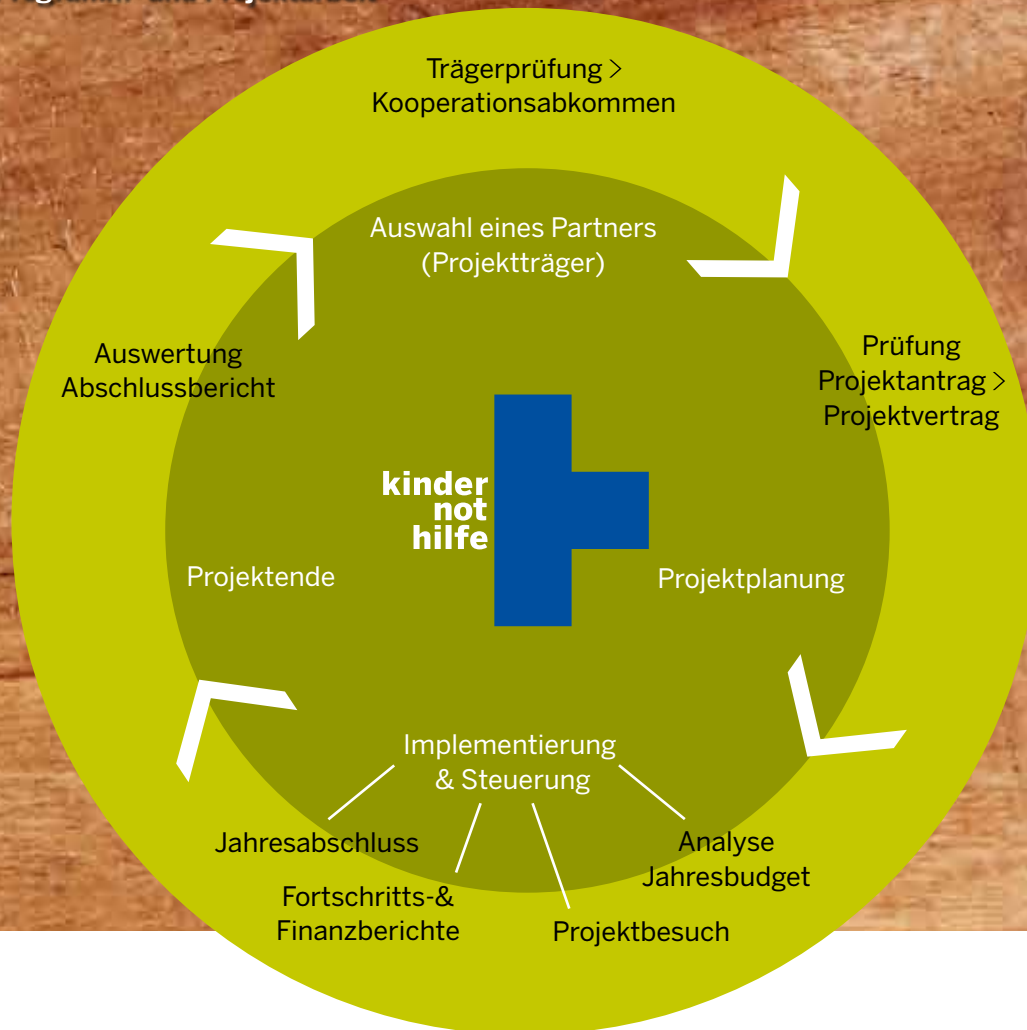 Trägerprüfung >
Kooperationsabkommen
Auswahl eines Partners
(Projektträger)
Auswertung
Abschlussbericht
Prüfung
Projektantrag >
Projektvertrag
kinder
not
hilfe
Projektende
Projektplanung
Implementierung
& Steuerung
Jahresabschluss
Analyse
Jahresbudget
Fortschritts-&
Finanzberichte
Projektbesuch